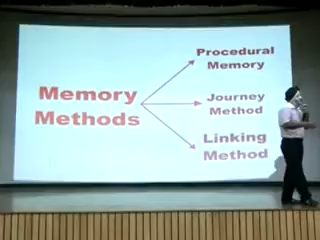 Procedural
Memory
Memory
Methods
Journey
Method
Linking
Method